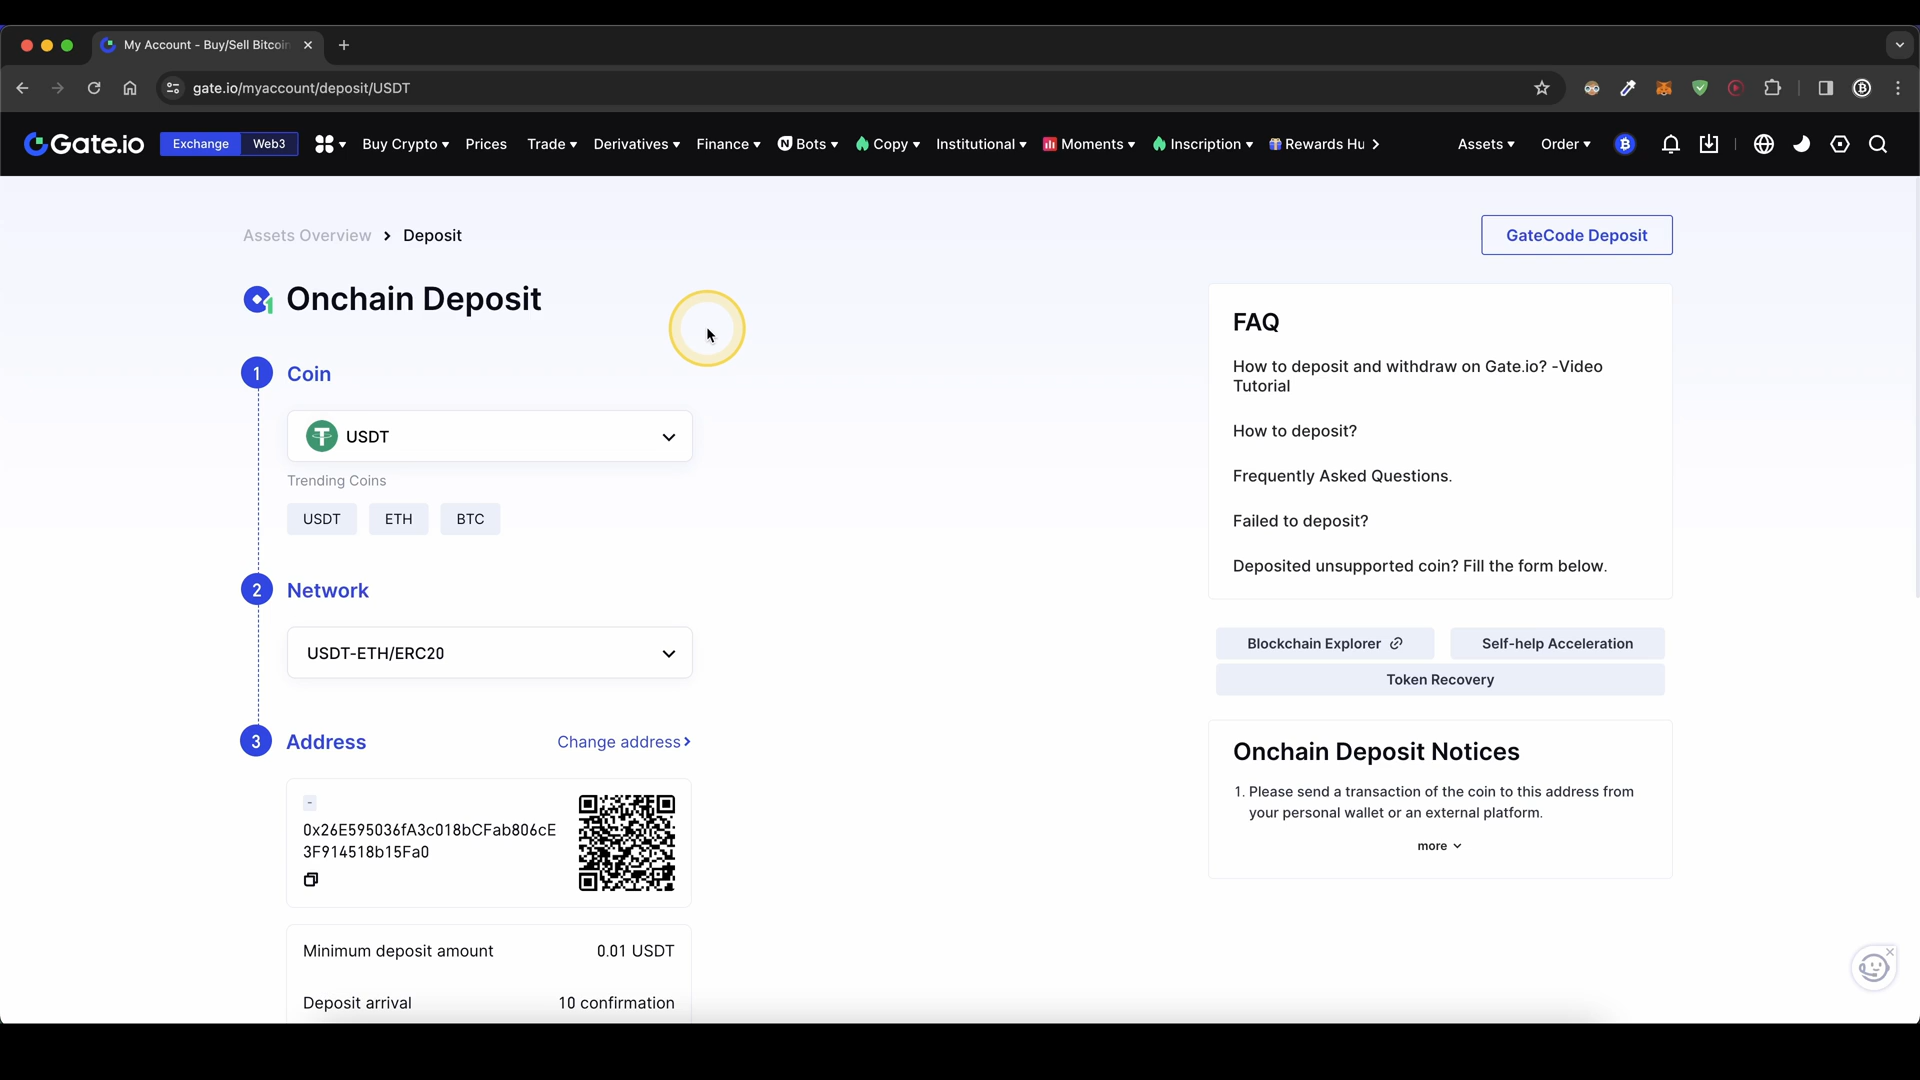 My Account - Buy/Sell Bitcoin
gate.io/myaccount/deposit/USDT
Gate.io
Exchange
Web3
Buy Crypto
Prices
Trade
Derivatives
Finance
Bots
Copy
Institutional
Moments
Inscription
Rewards Hu
Assets
Order
Assets Overview > Deposit
GateCode Deposit
Onchain Deposit
1 Coin
USDT
Trending Coins
USDT
ETH
BTC
2 Network
USDT-ETH/ERC20
3 Address
Change address
-
0x26E595036fA3c018bCFab806cE
3F914518b15Fa0
Minimum deposit amount
0.01 USDT
Deposit arrival
10 confirmation
FAQ
How to deposit and withdraw on Gate.io? -Video
Tutorial
How to deposit?
Frequently Asked Questions.
Failed to deposit?
Deposited unsupported coin? Fill the form below.
Blockchain Explorer
Self-help Acceleration
Token Recovery
Onchain Deposit Notices
1. Please send a transaction of the coin to this address from
your personal wallet or an external platform.
more